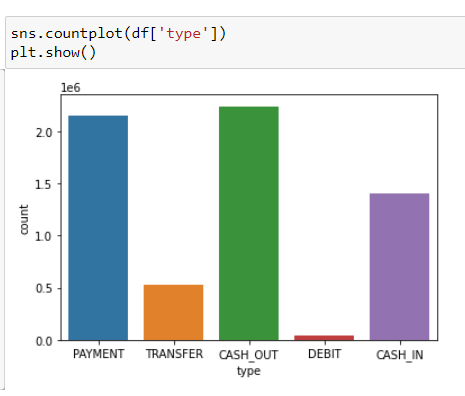 sns.countplot(df['type'])
plt.show()
1e6
2.0
1.5
1.0
0.5
0.0
count
PAYMENT TRANSFER CASH_OUT DEBIT CASH_IN
type